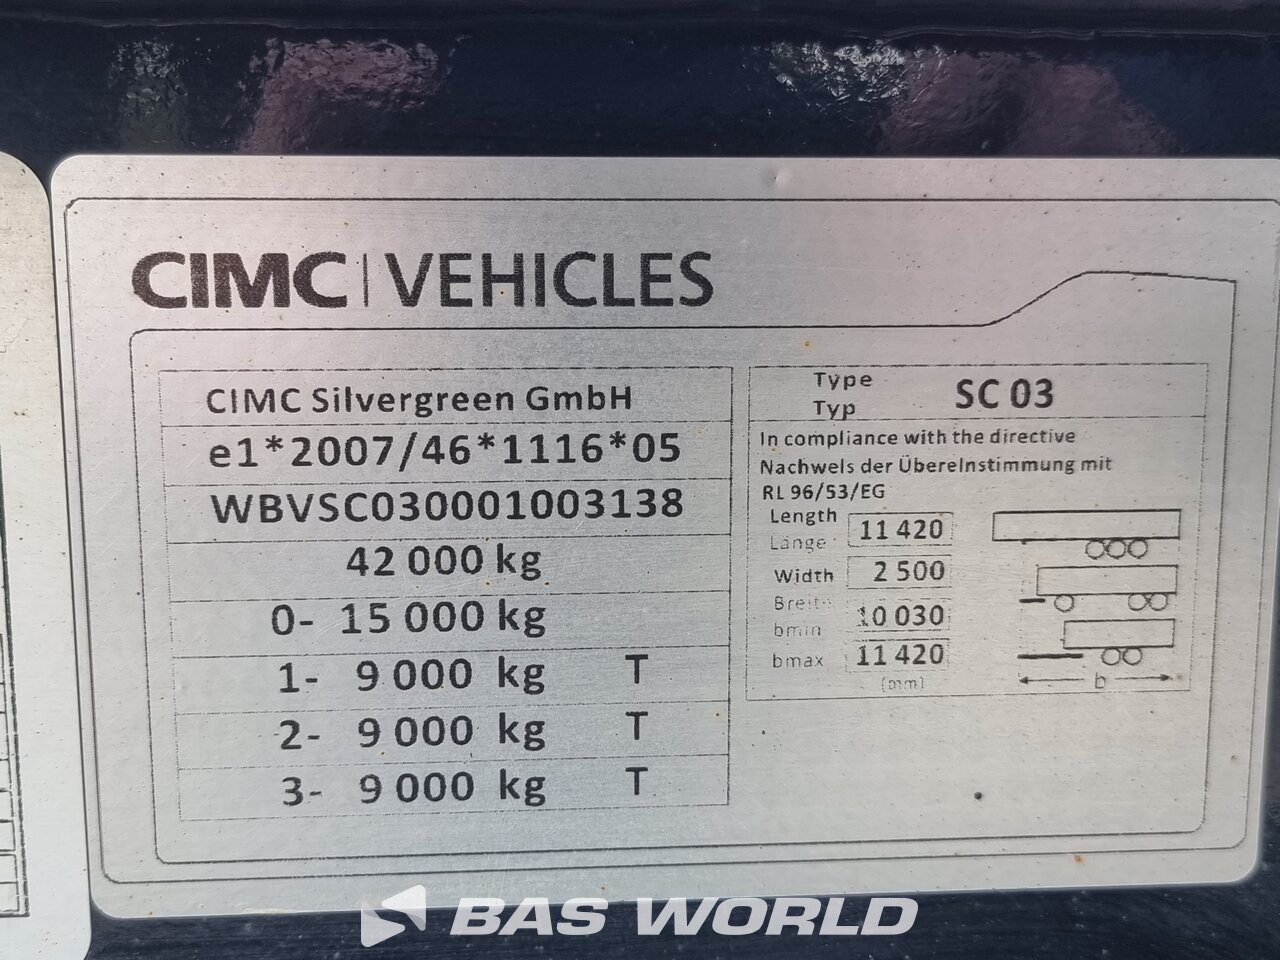 CIMC | VEHICLES
CIMC Silvergreen GmbH
e1*2007/46*1116*05
WBVSC030001003138
42 000 kg
0- 15 000 kg
1- 9 000 kg T
2- 9 000 kg T
3- 9 000 kg T
Type
Typ
SC 03
In compliance with the directive
Nachwels der Übereinstimmung mit
RL 96/53/EG
Length
Länge
11 420
Width
Breite
2 500
bmin
10 030
bmax
11 420
(mm)
b
BAS WORLD